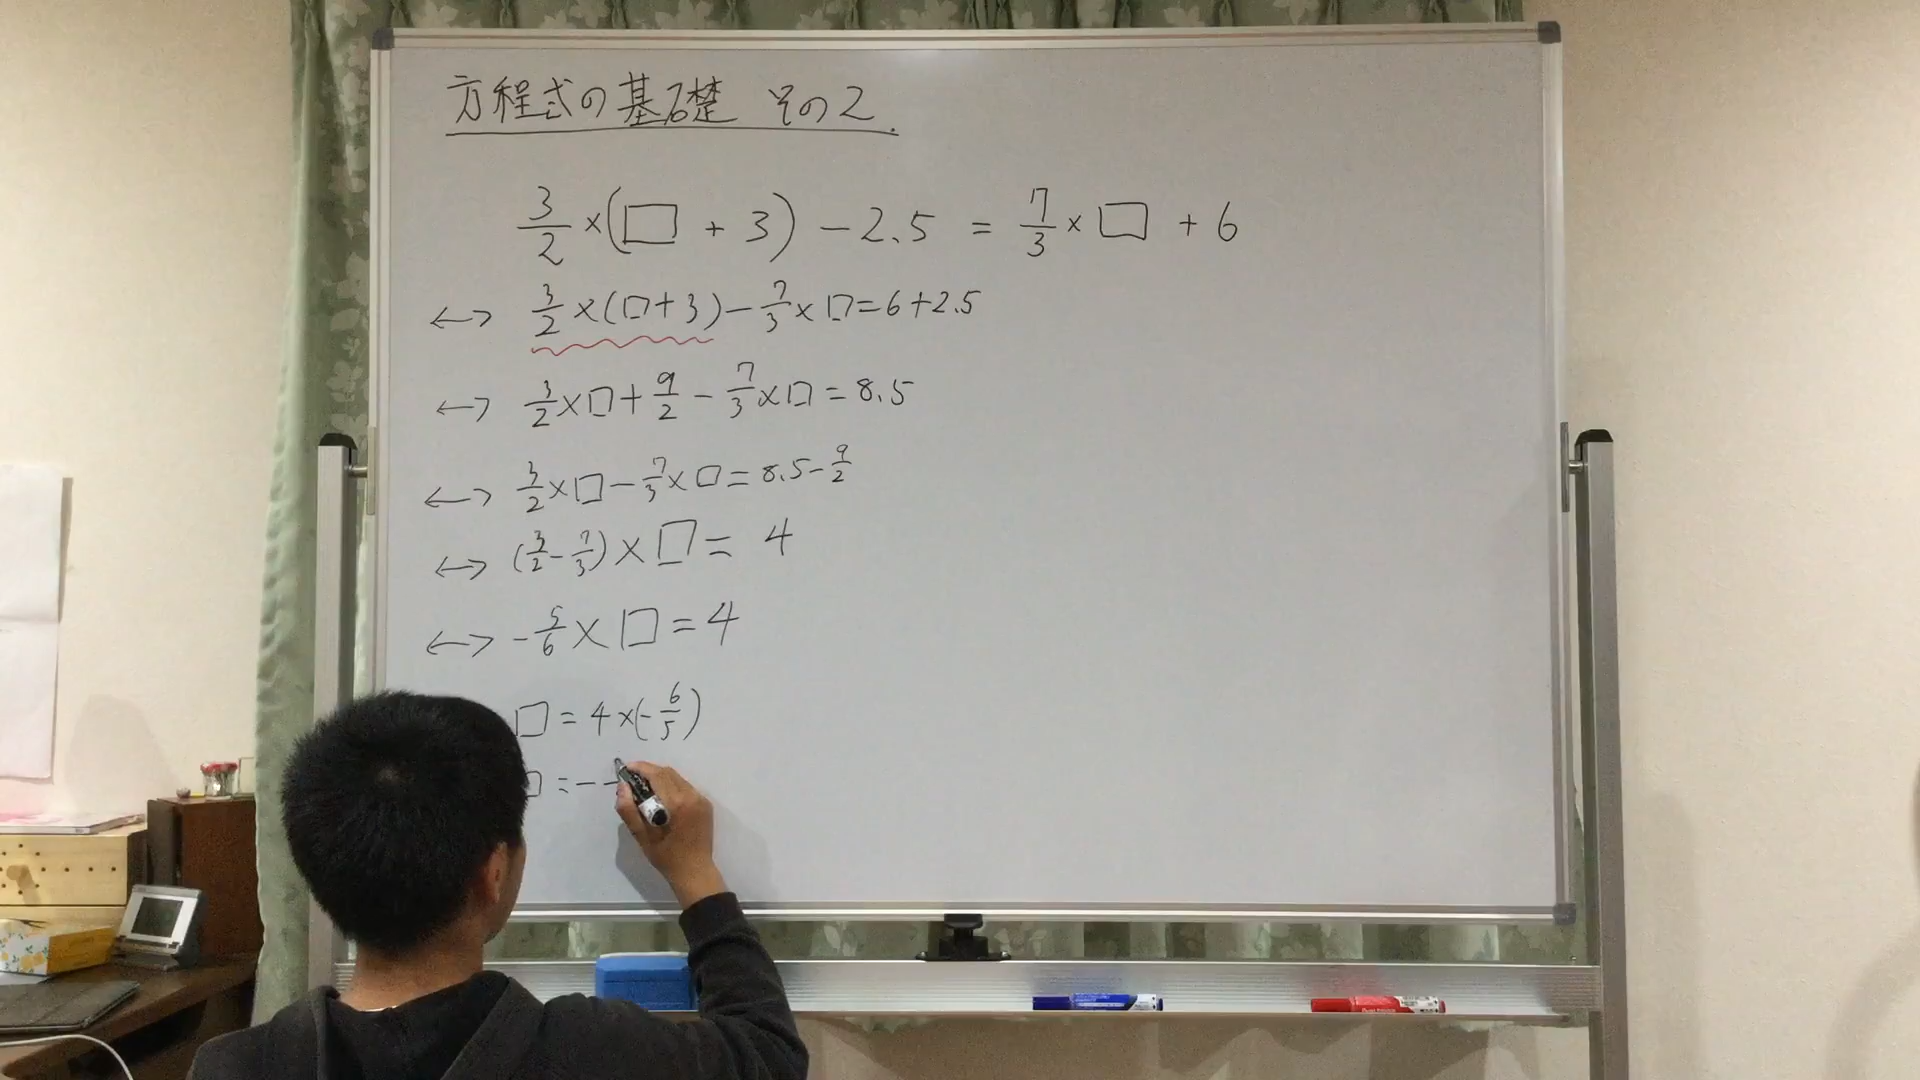 方程式の基礎 その2.
3/2 × (□ + 3) - 2.5 = 7/3 × □ + 6
↔ 3/2 × (□ + 3) - 7/3 × □ = 6 + 2.5
↔ 3/2 × □ + 9/2 - 7/3 × □ = 8.5
↔ 3/2 × □ - 7/3 × □ = 8.5 - 9/2
↔ (3/2 - 7/3) × □ = 4
↔ - 5/6 × □ = 4
□ = 4 × (- 6/5)
□ = -